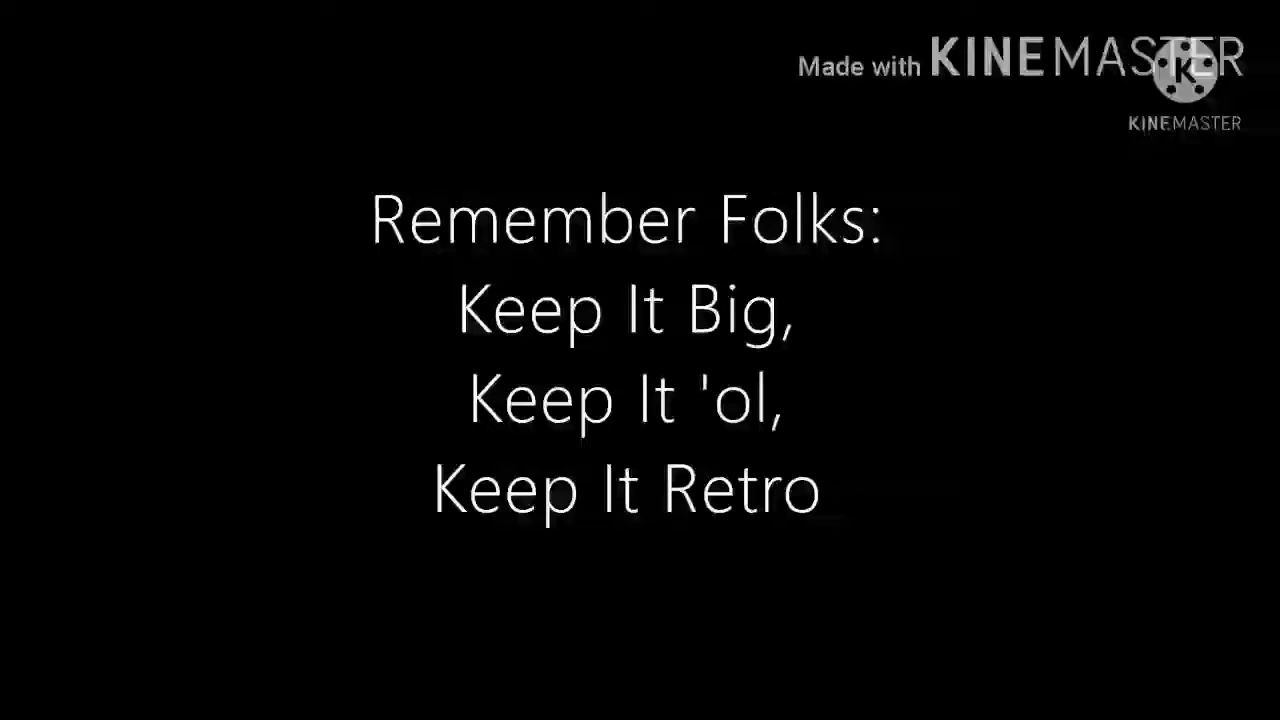 Made with KINEMASTER
K
KINEMASTER
Remember Folks:
Keep It Big,
Keep It 'ol,
Keep It Retro